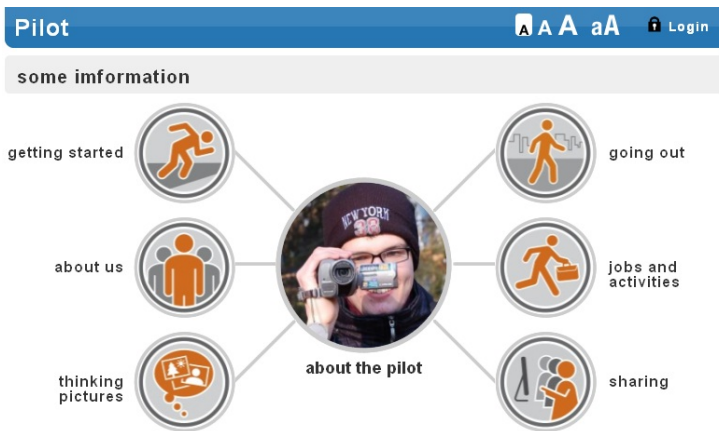 Pilot
A A A aA Login
some imformation
getting started
going out
NEW YORK
38
about us
jobs and
activities
about the pilot
thinking
pictures
sharing